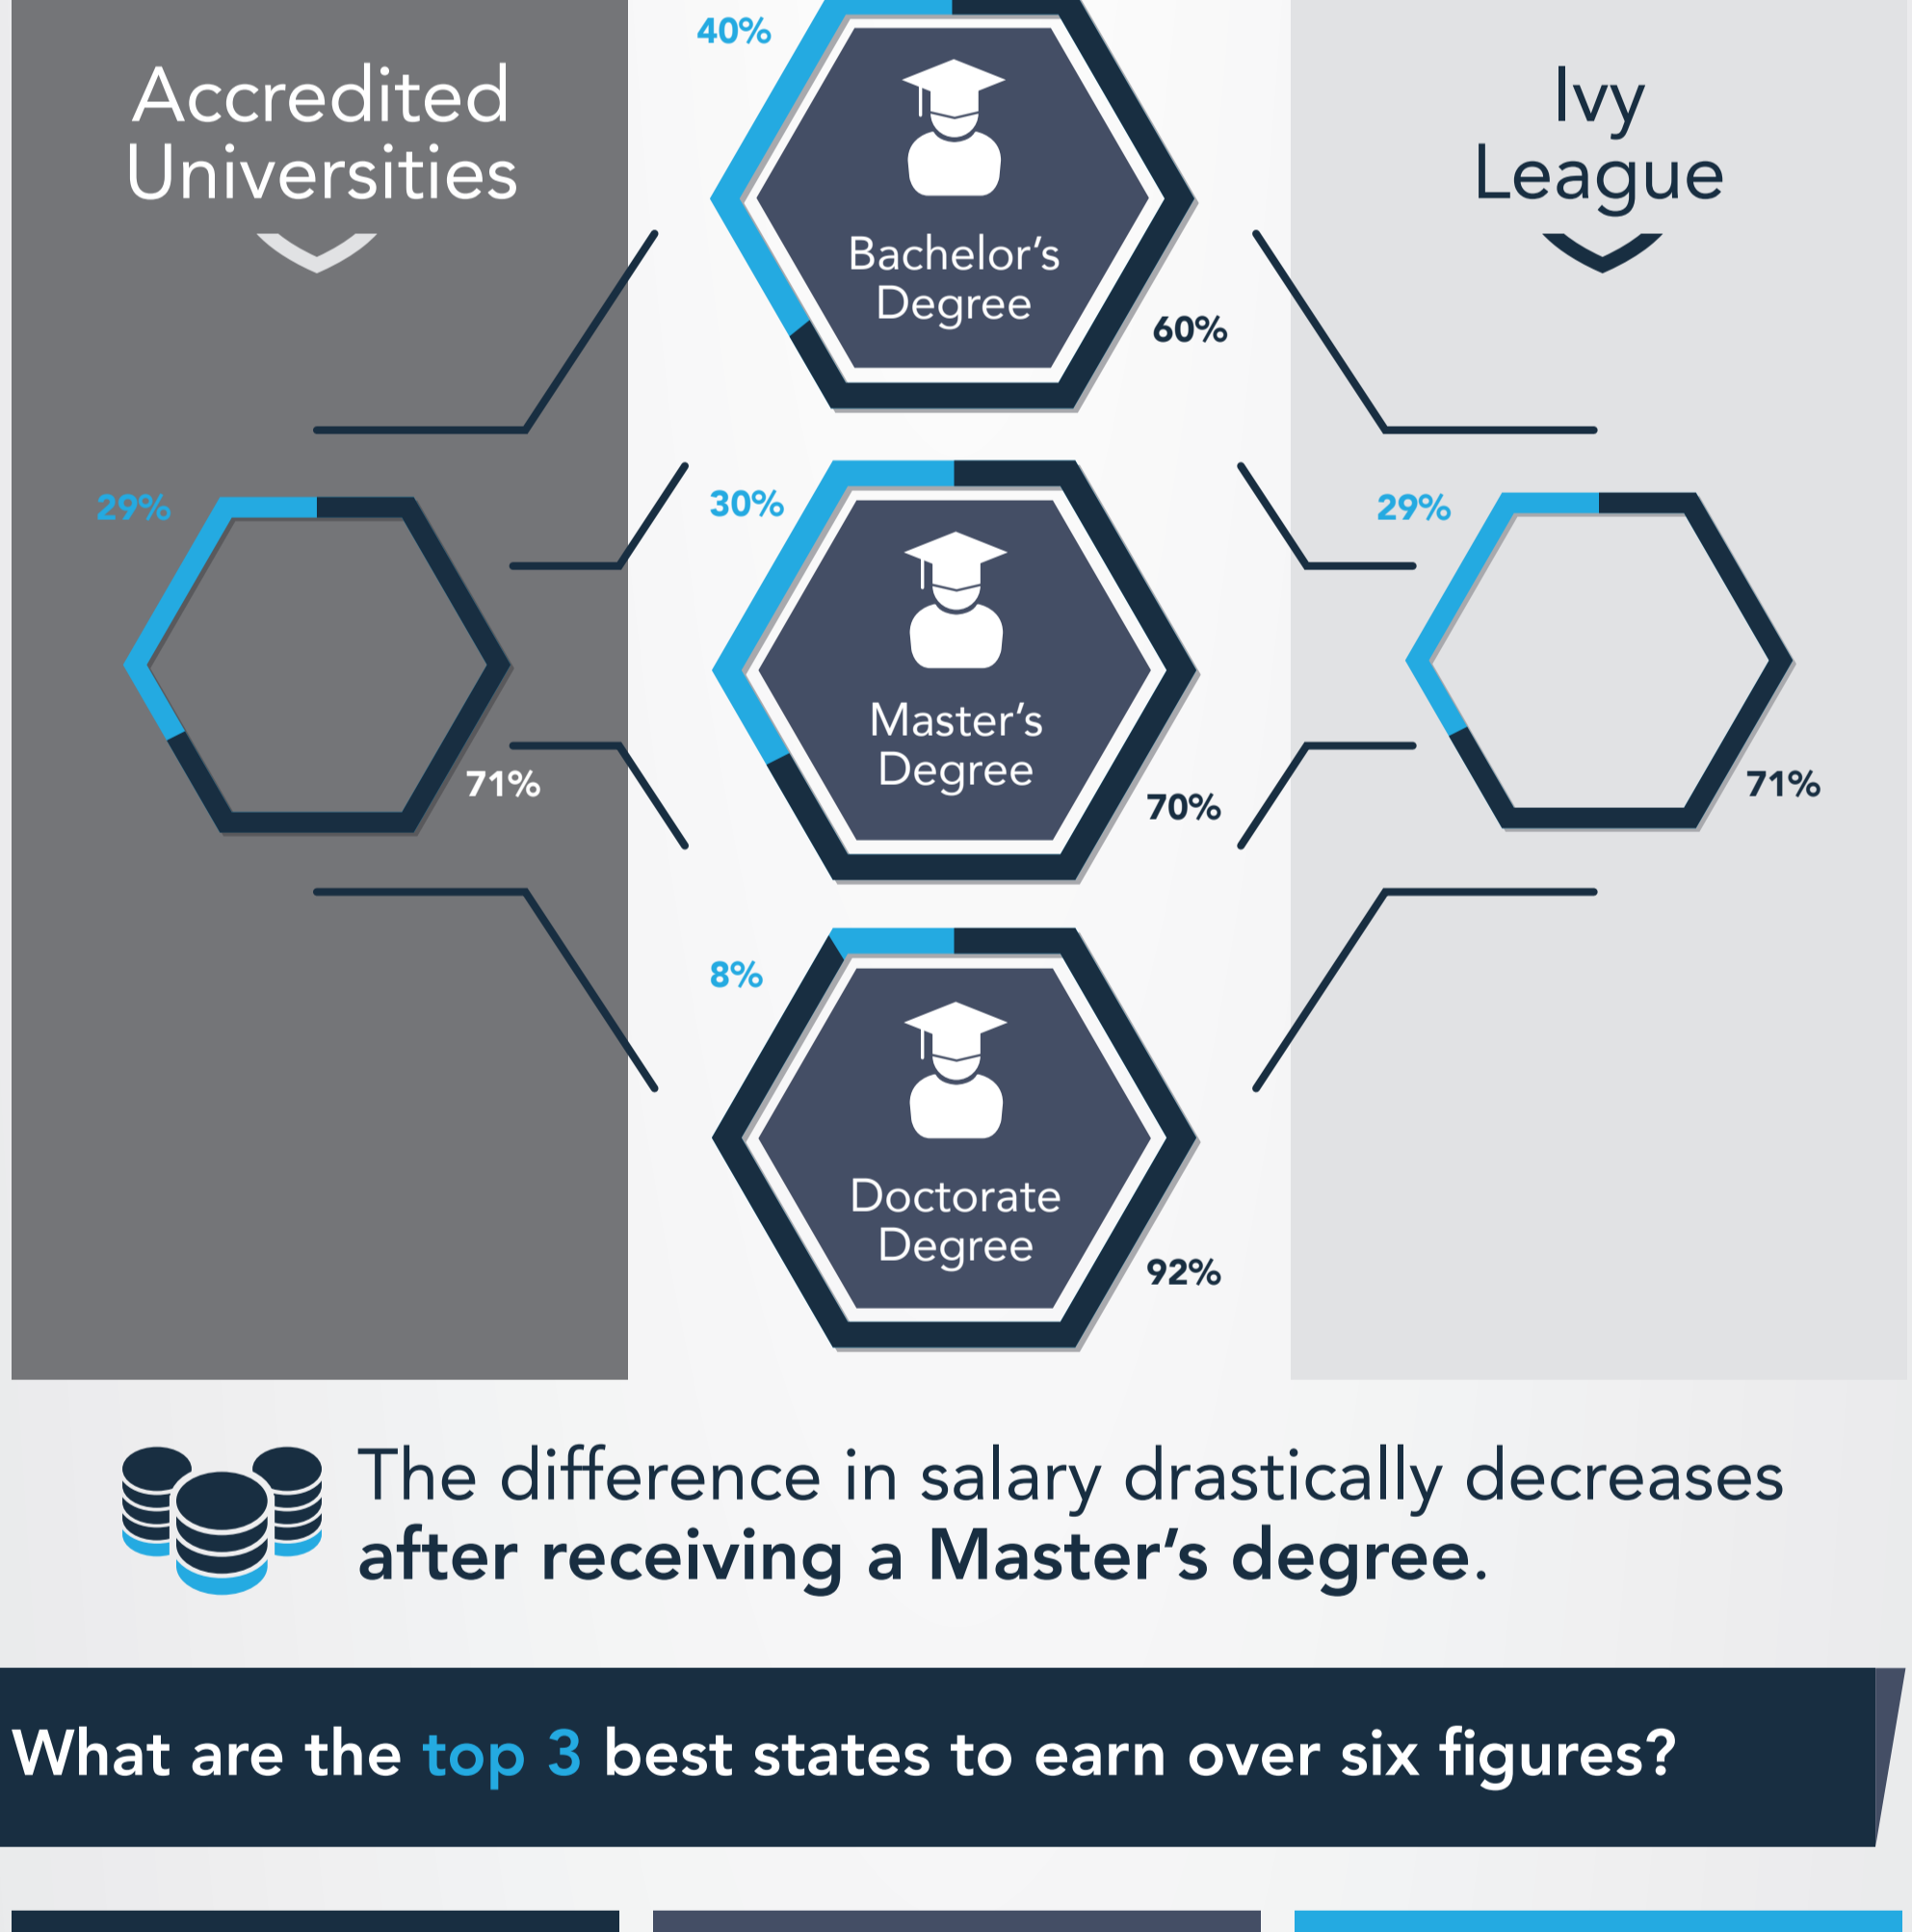 40%
Accredited
Universities
Ivy
League
Bachelor's
Degree
60%
29%
30%
29%
Master's
Degree
71%
70%
71%
8%
Doctorate
Degree
92%
The difference in salary drastically decreases
after receiving a Master's degree.
What are the top 3 best states to earn over six figures?